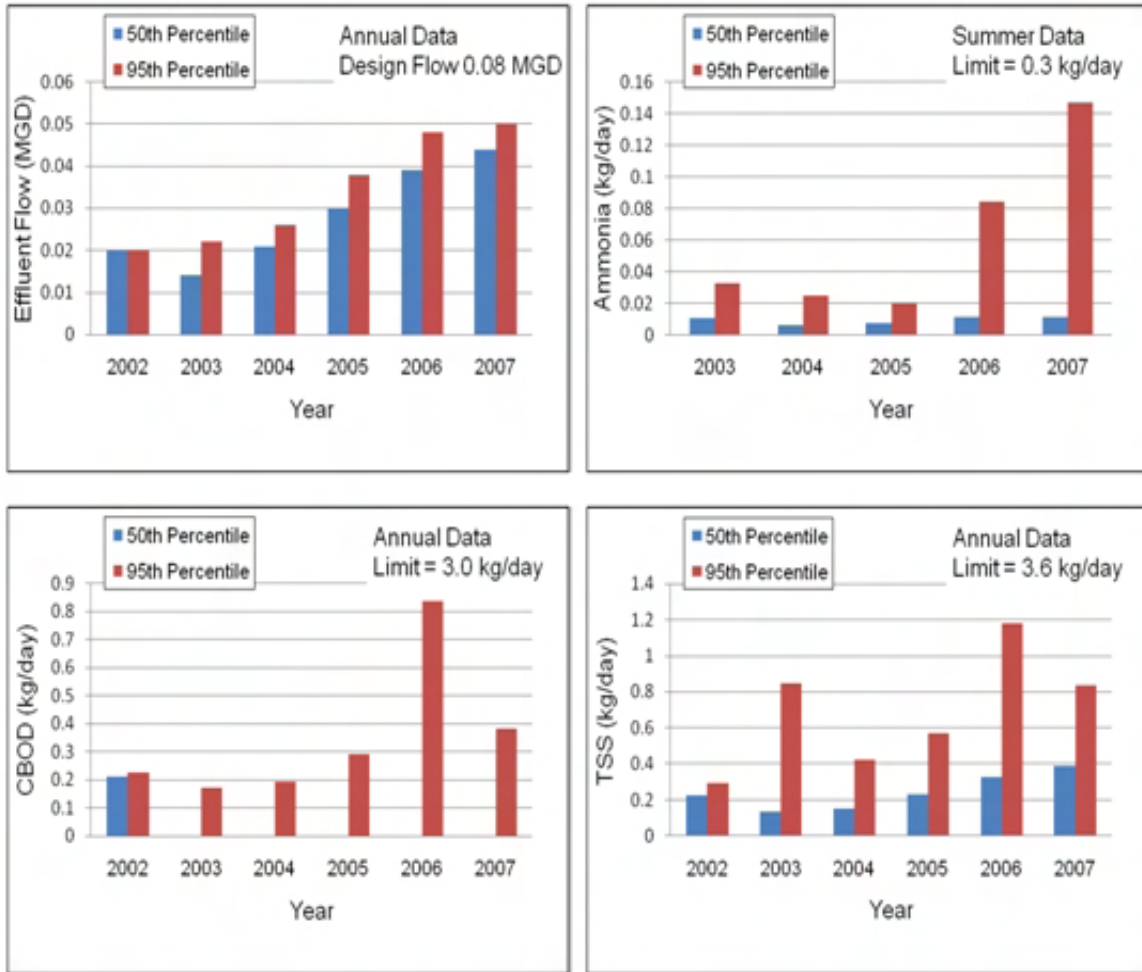 50th Percentile
95th Percentile
Annual Data
Design Flow 0.08 MGD
Effluent Flow (MGD)
0.06
0.05
0.04
0.03
0.02
0.01
0
2002 2003 2004 2005 2006 2007
Year
50th Percentile
95th Percentile
Summer Data
Limit = 0.3 kg/day
Ammonia (kg/day)
0.16
0.14
0.12
0.1
0.08
0.06
0.04
0.02
0
2003 2004 2005 2006 2007
Year
50th Percentile
95th Percentile
Annual Data
Limit = 3.0 kg/day
CBOD (kg/day)
0.9
0.8
0.7
0.6
0.5
0.4
0.3
0.2
0.1
0
2002 2003 2004 2005 2006 2007
Year
50th Percentile
95th Percentile
Annual Data
Limit = 3.6 kg/day
TSS (kg/day)
1.4
1.2
1
0.8
0.6
0.4
0.2
0
2002 2003 2004 2005 2006 2007
Year